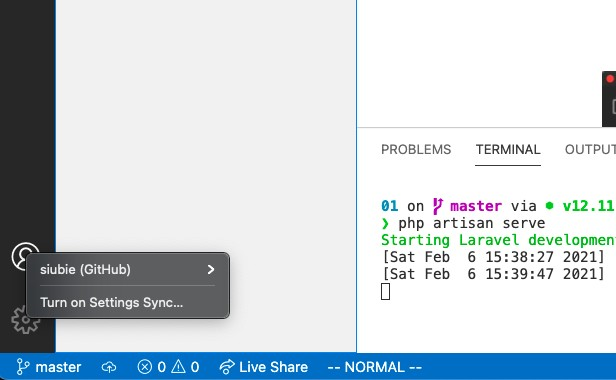 PROBLEMS TERMINAL OUTPUT
01 on master via v12.11
❯ php artisan serve
Starting Laravel developmen
[Sat Feb  6 15:38:27 2021]
[Sat Feb  6 15:39:47 2021]
siubie (GitHub)
Turn on Settings Sync...
master 0 0 Live Share -- NORMAL --